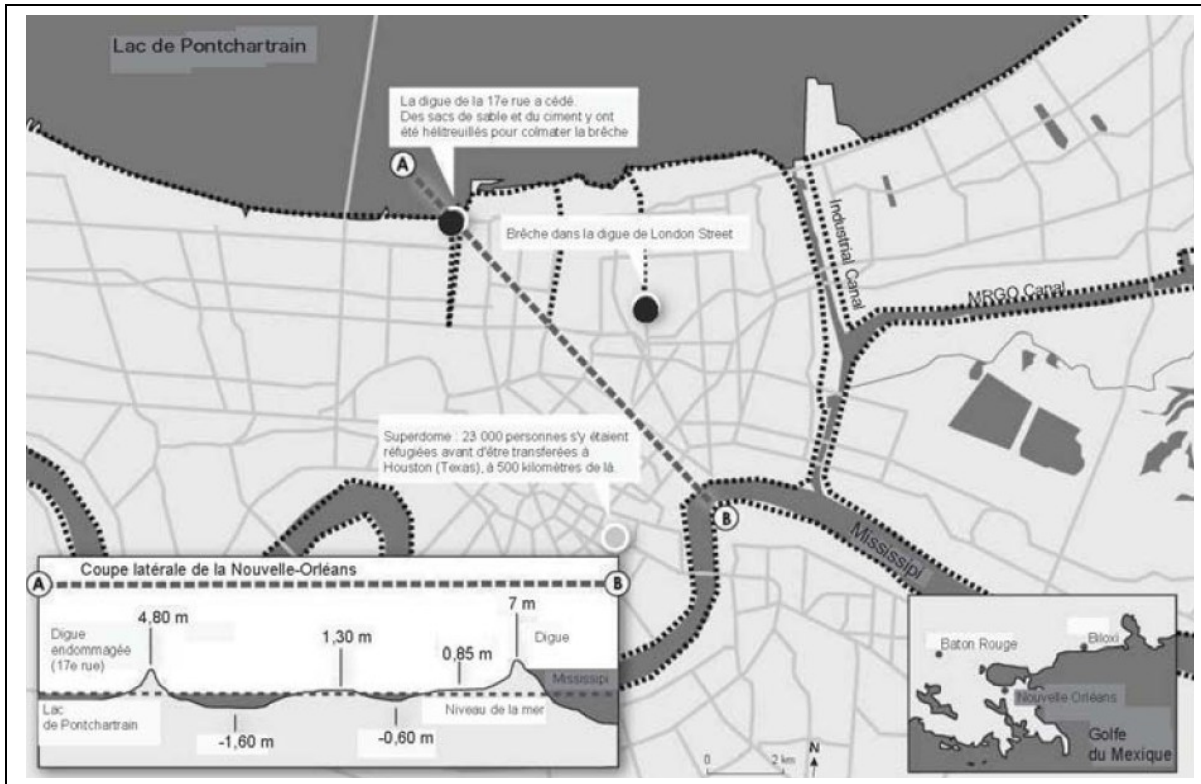 Lac de Pontchartrain
La digue de la 17e rue a cédé.
Des sacs de sable et du ciment y ont
été hélitreuillés pour colmater la brêche
A
Brêche dans la digue de London Street
Industrial Canal
MRGO Canal
Superdome : 23 000 personnes s'y étaient
réfugiées avant d'être transferées à
Houston (Texas), à 500 kilomètres de là.
B
Mississipi
Coupe latérale de la Nouvelle-Orléans
A
B
4,80 m
7 m
Digue
endommagée
(17e rue)
1,30 m
0,85 m
Digue
Mississipi
Lac
de Pontchartrain
Niveau de la mer
-1,60 m
-0,60 m
0
2 km
N
Baton Rouge
Biloxi
Nouvelle Orléans
Golfe
du Mexique